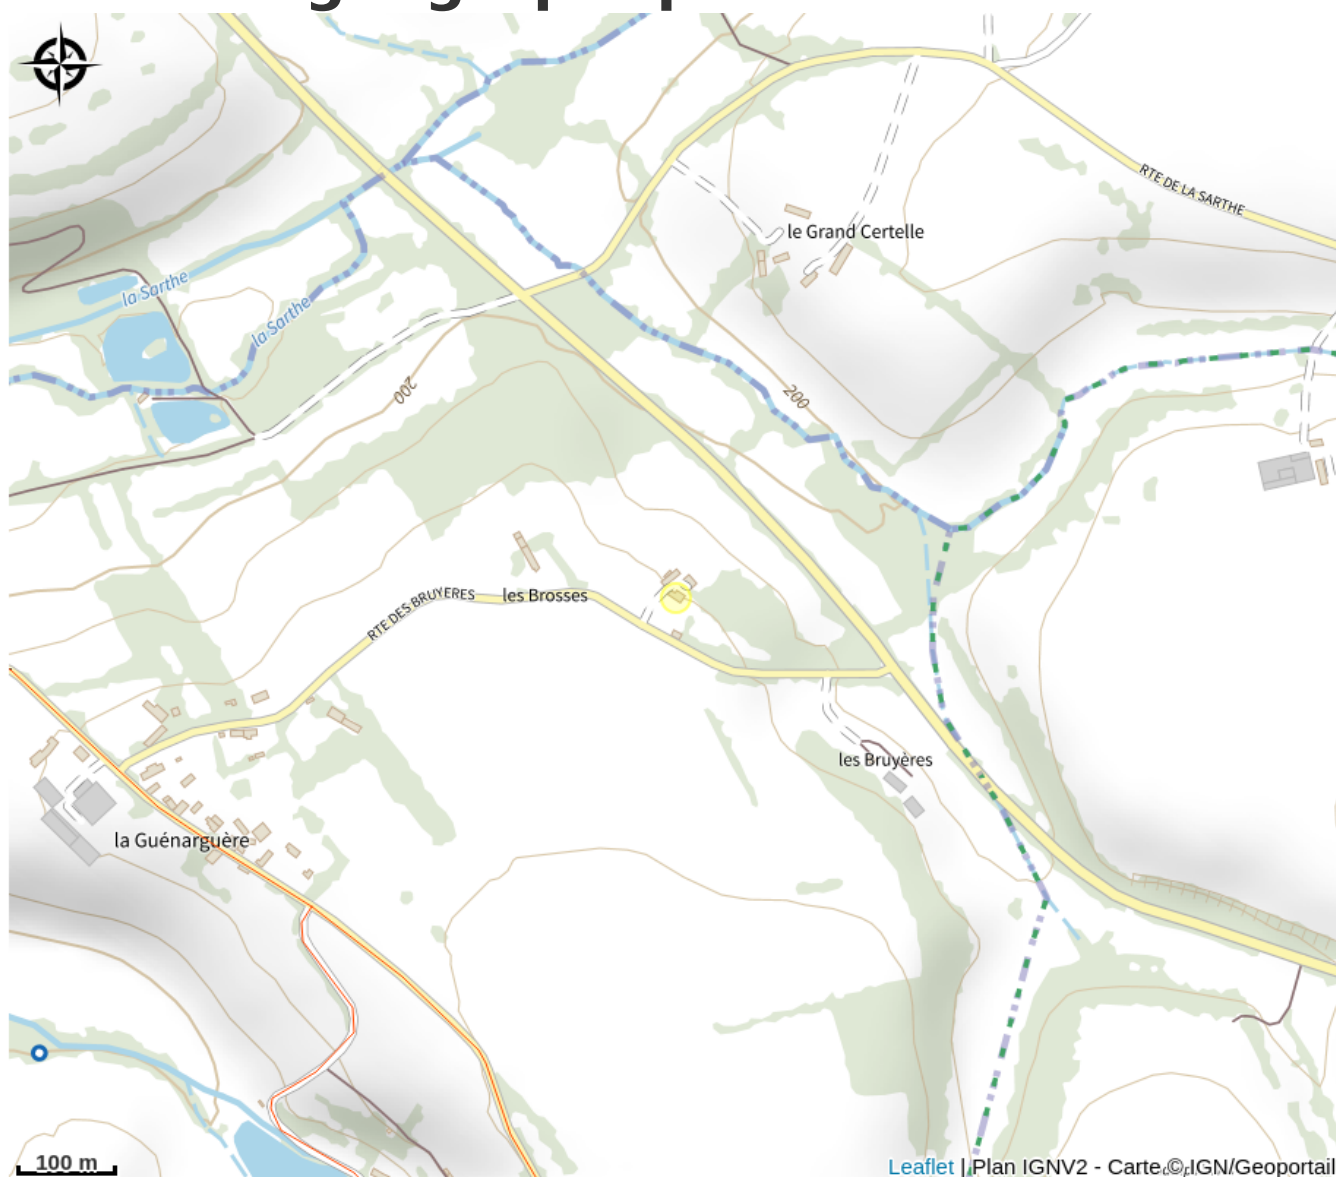 RTE DE LA SARTHE
le Grand Certelle
la Sarthe
la Sarthe
200
200
RTE DES BRUYERES
les Brosses
les Bruyères
la Guénarguère
100 m
Leaflet | Plan IGNV2 - Carte © IGN/Geoportail